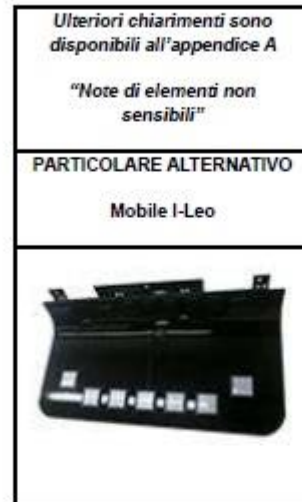 Ulteriori chiarimenti sono
disponibili all'appendice A
“Note di elementi non
sensibili”
PARTICOLARE ALTERNATIVO
Mobile I-Leo